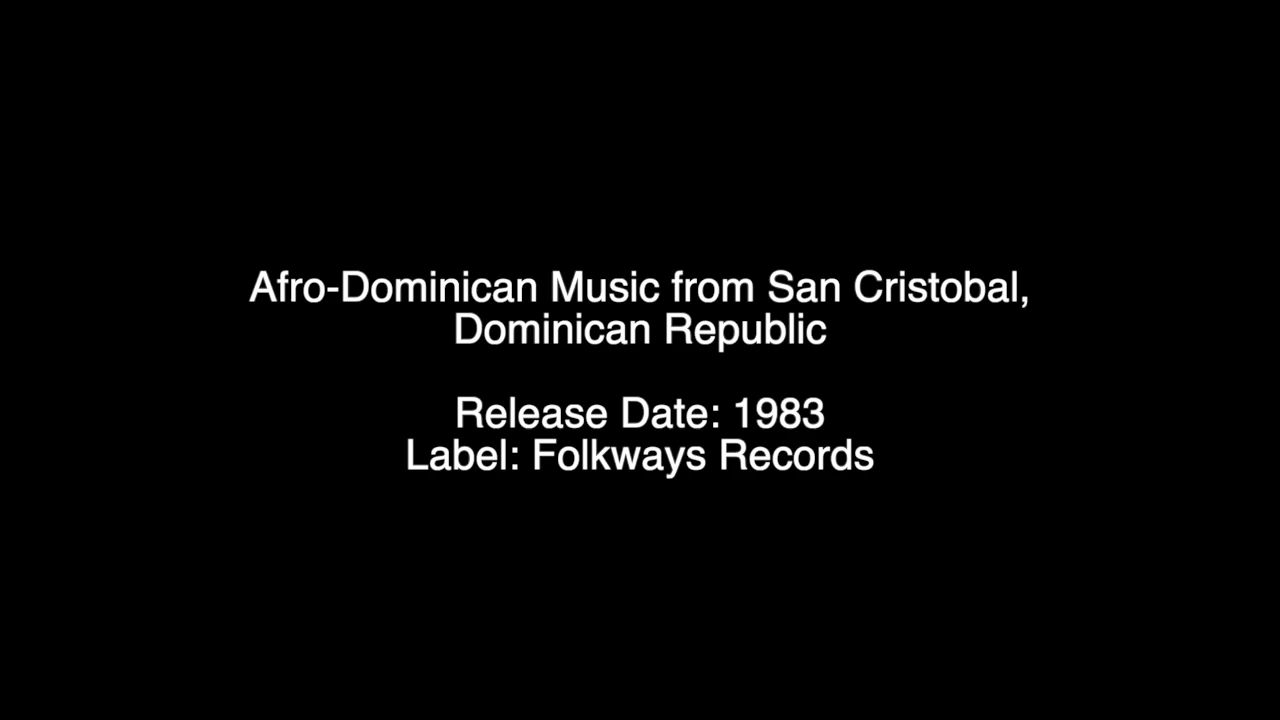 Afro-Dominican Music from San Cristobal,
Dominican Republic
Release Date: 1983
Label: Folkways Records